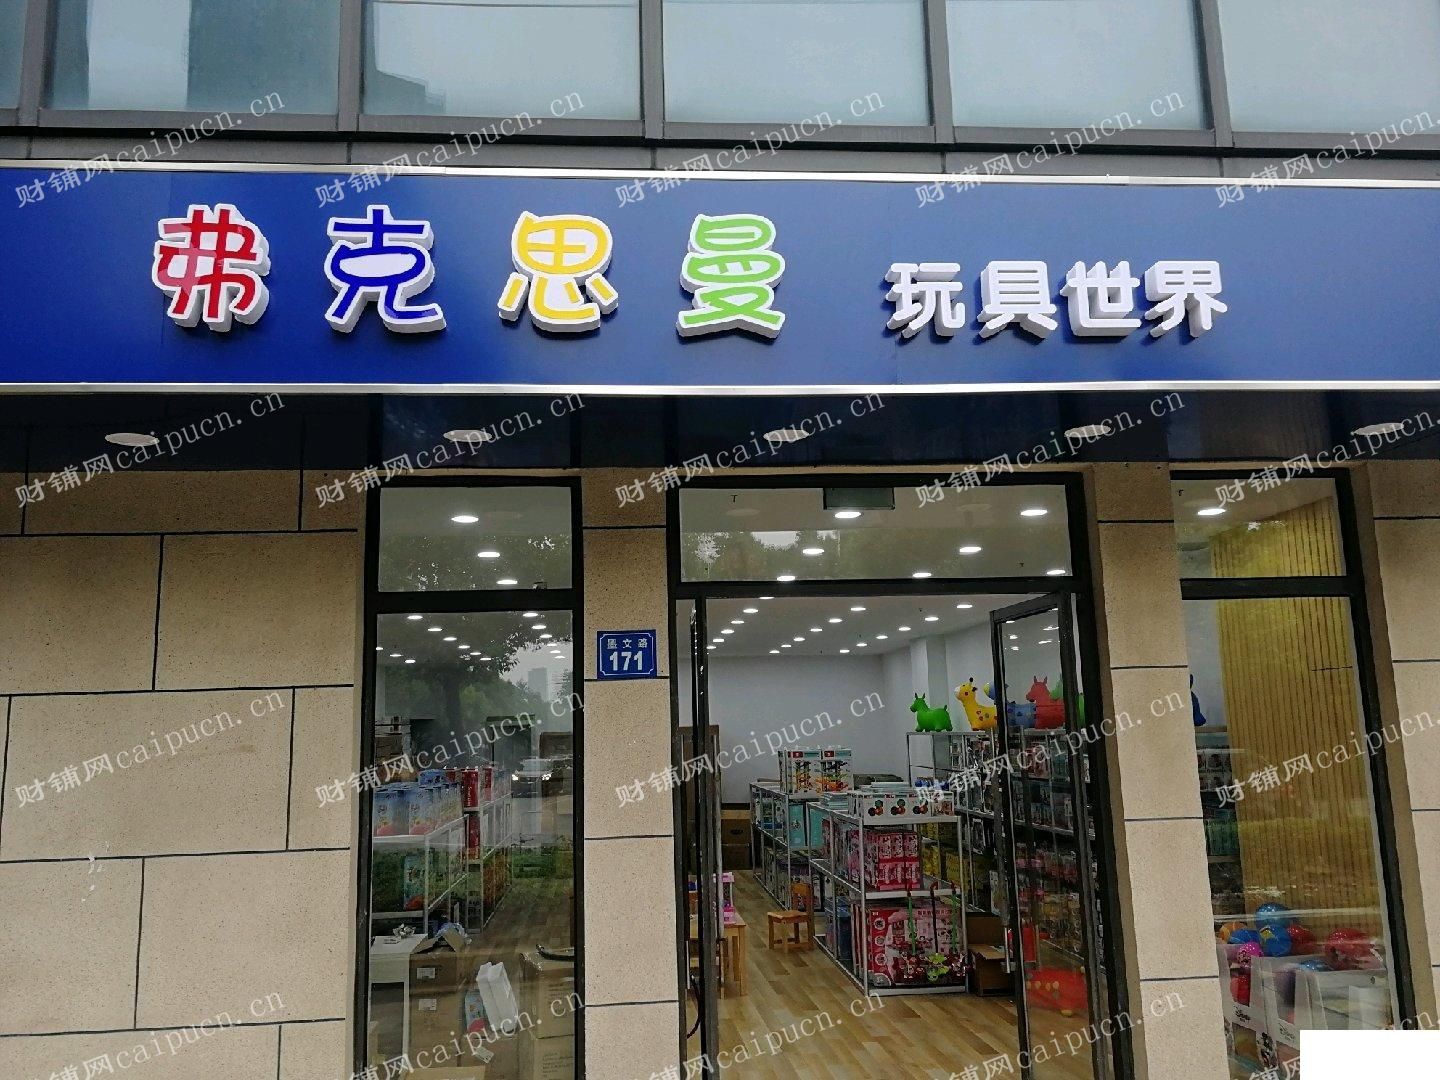 弗克思曼 玩具世界
墨文路
171
财铺网caipucn.cn